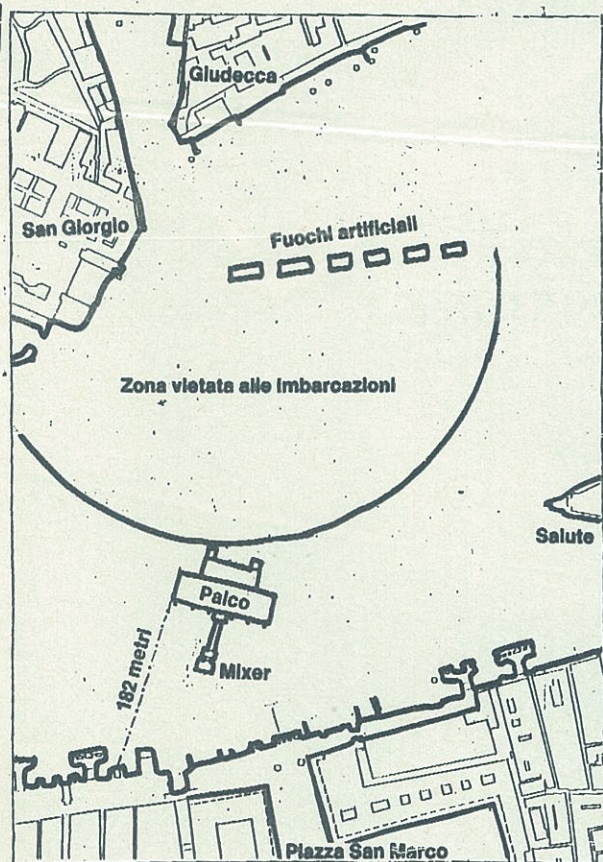 Giudecca
San Giorgio
Fuochi artificiali
Zona vietata alle imbarcazioni
Salute
Palco
182 metri
Mixer
Piazza San Marco